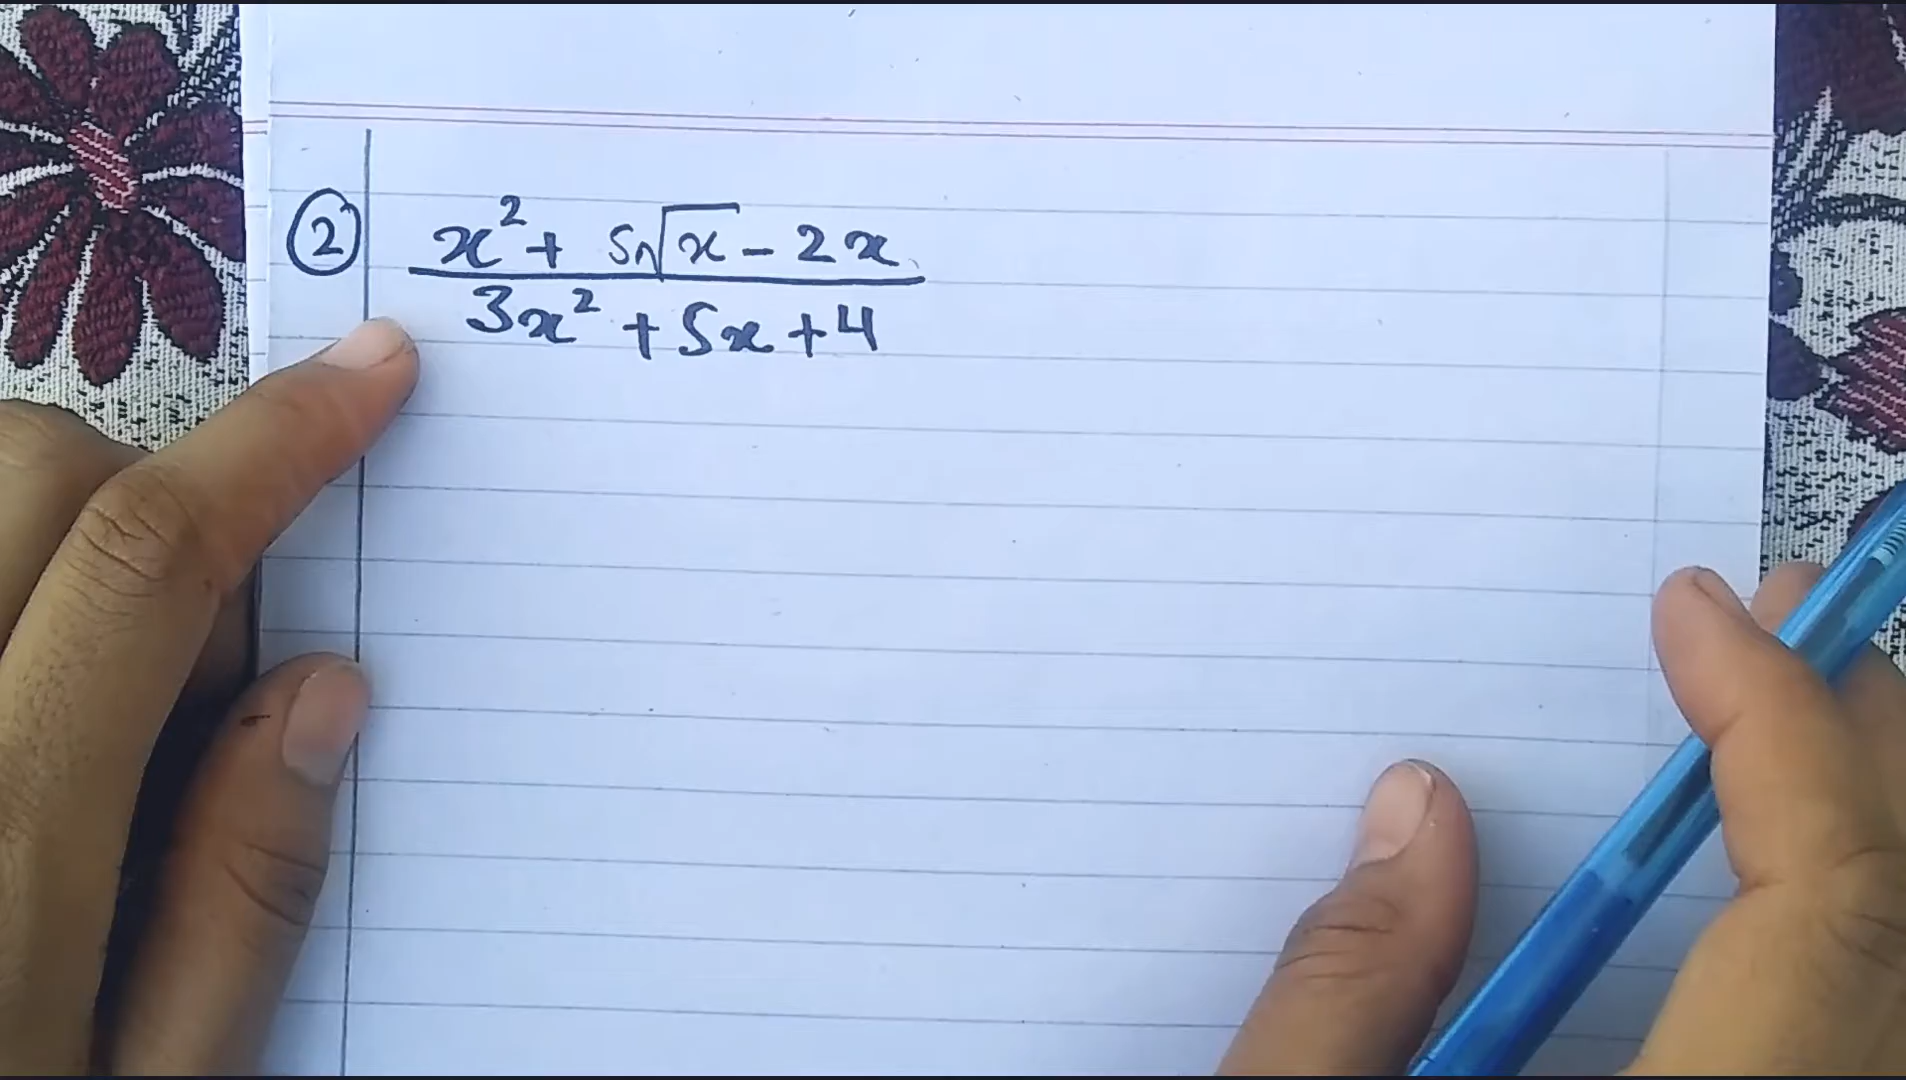 ② x² + 5√x - 2x
3x² + 5x + 4